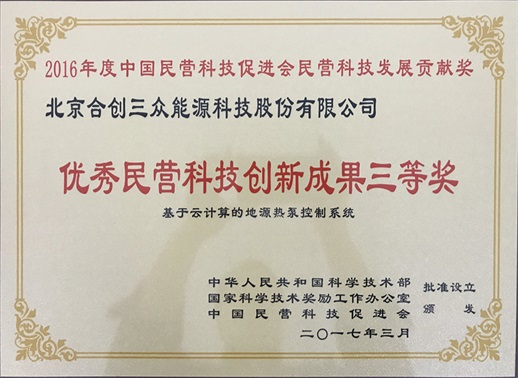 2016年度中国民营科技促进会民营科技发展贡献奖
北京合创三众能源科技股份有限公司
优秀民营科技创新成果三等奖
基于云计算的地源热泵控制系统
中华人民共和国科学技术部
国家科学技术奖励工作办公室
批准设立
中国民营科技促进会
颁发
二〇一七年三月